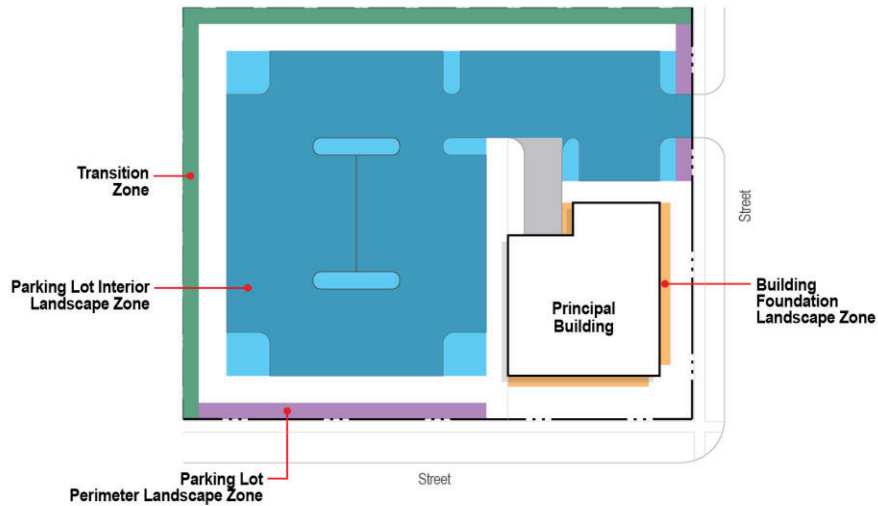 Transition
Zone
Street
Parking Lot Interior
Landscape Zone
Principal
Building
Building
Foundation
Landscape Zone
Parking Lot
Perimeter Landscape Zone
Street